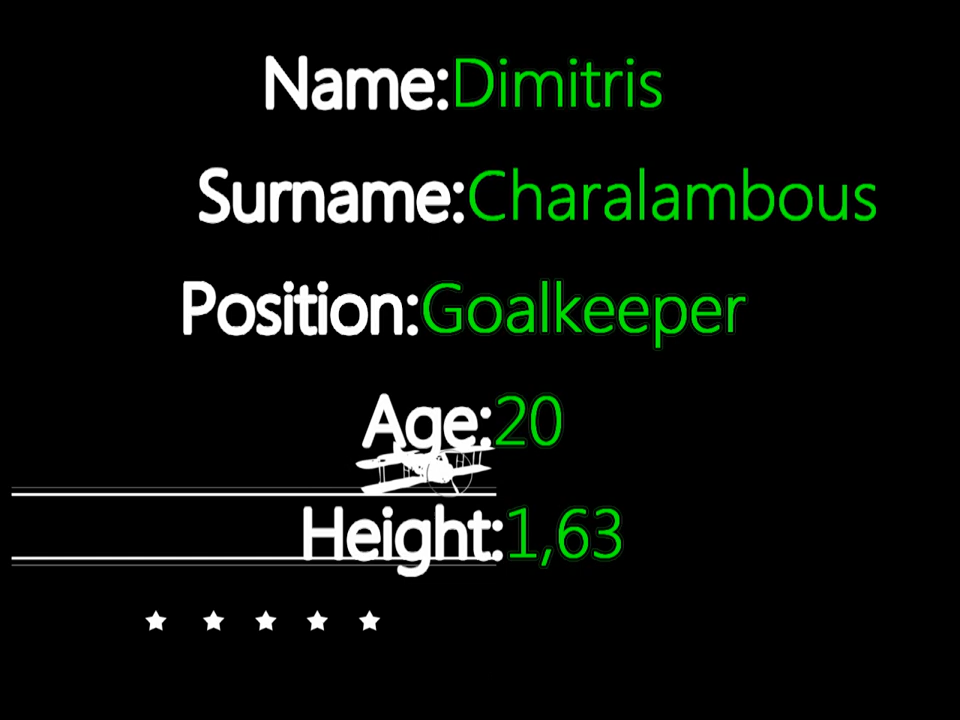 Name:Dimitris
Surname:Charalambous
Position:Goalkeeper
Age:20
Height:1,63